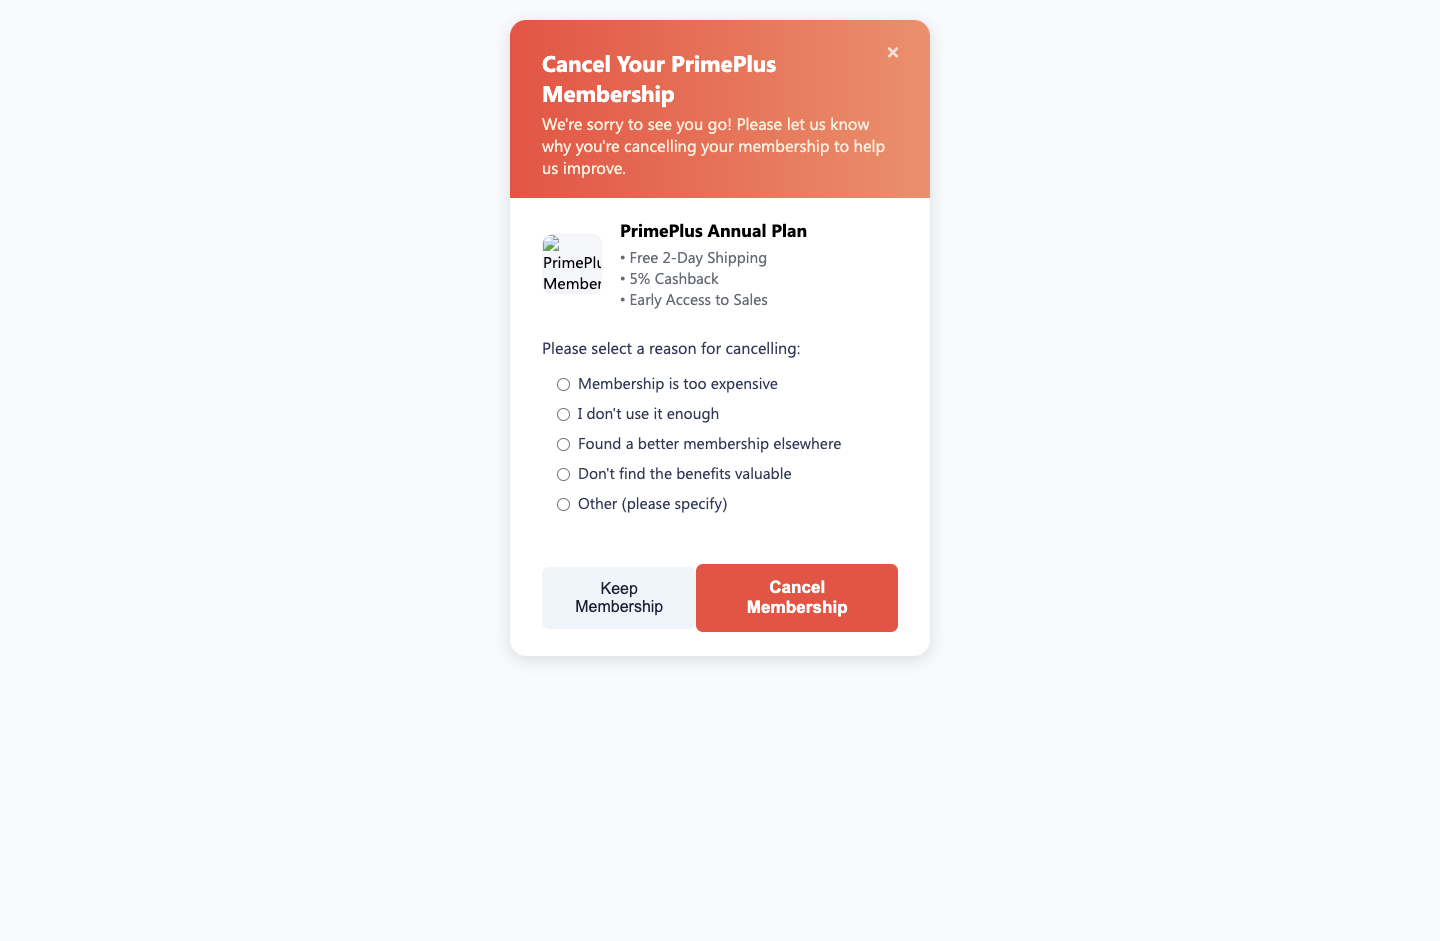 Cancel Your PrimePlus
Membership
×
We're sorry to see you go! Please let us know
why you're cancelling your membership to help
us improve.
PrimePlus Annual Plan
• Free 2-Day Shipping
• 5% Cashback
• Early Access to Sales
Please select a reason for cancelling:
Membership is too expensive
I don't use it enough
Found a better membership elsewhere
Don't find the benefits valuable
Other (please specify)
Keep
Membership
Cancel
Membership